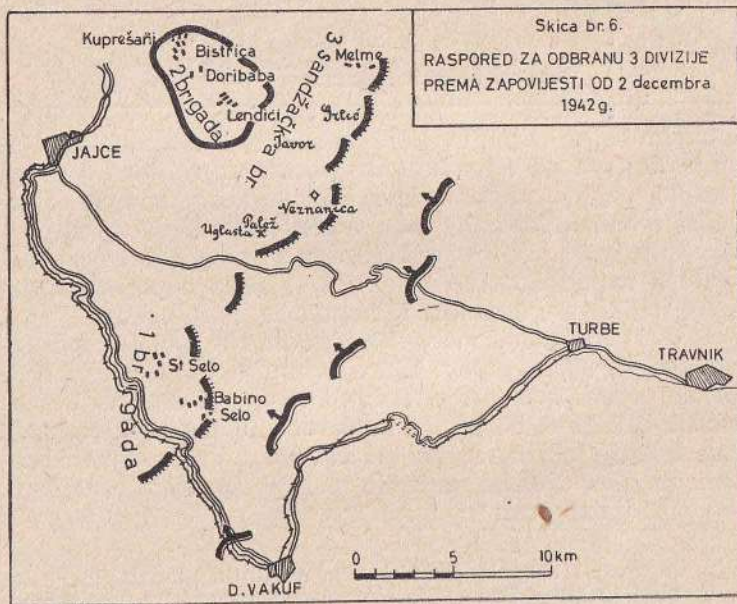 Skica br. 6.
RASPORED ZA ODBRANU 3 DIVIZIJE
PREMA ZAPOVIJESTI OD 2 decembra
1942 g.
Kuprešani
Bistrica
Doribaba
2 brigada
Lendići
3 sandžačka br
Melme
Grlić
Javor
JAJCE
Veznanica
Palež
Uglasta
1 brigada
St Selo
Babino
Selo
TURBE
TRAVNIK
D. VAKUF
0 5 10 km